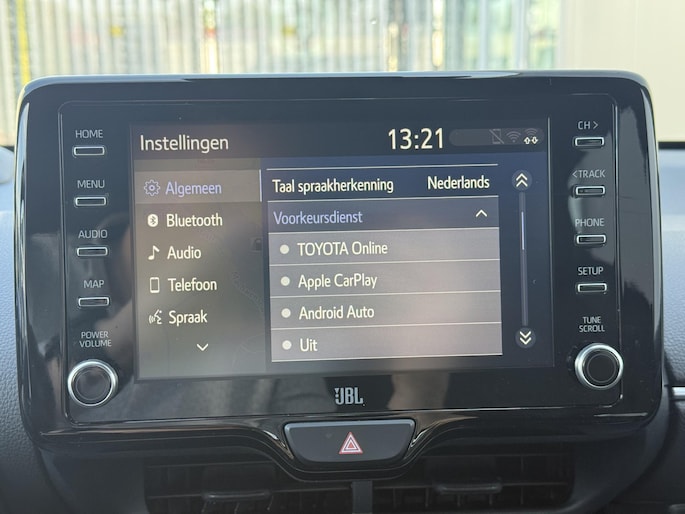 HOME
MENU
AUDIO
MAP
POWER
VOLUME
Instellingen
13:21
Algemeen
Bluetooth
Audio
Telefoon
Spraak
Taal spraakherkenning Nederlands
Voorkeursdienst
TOYOTA Online
Apple CarPlay
Android Auto
Uit
CH >
< TRACK
PHONE
SETUP
TUNE
SCROLL
JBL